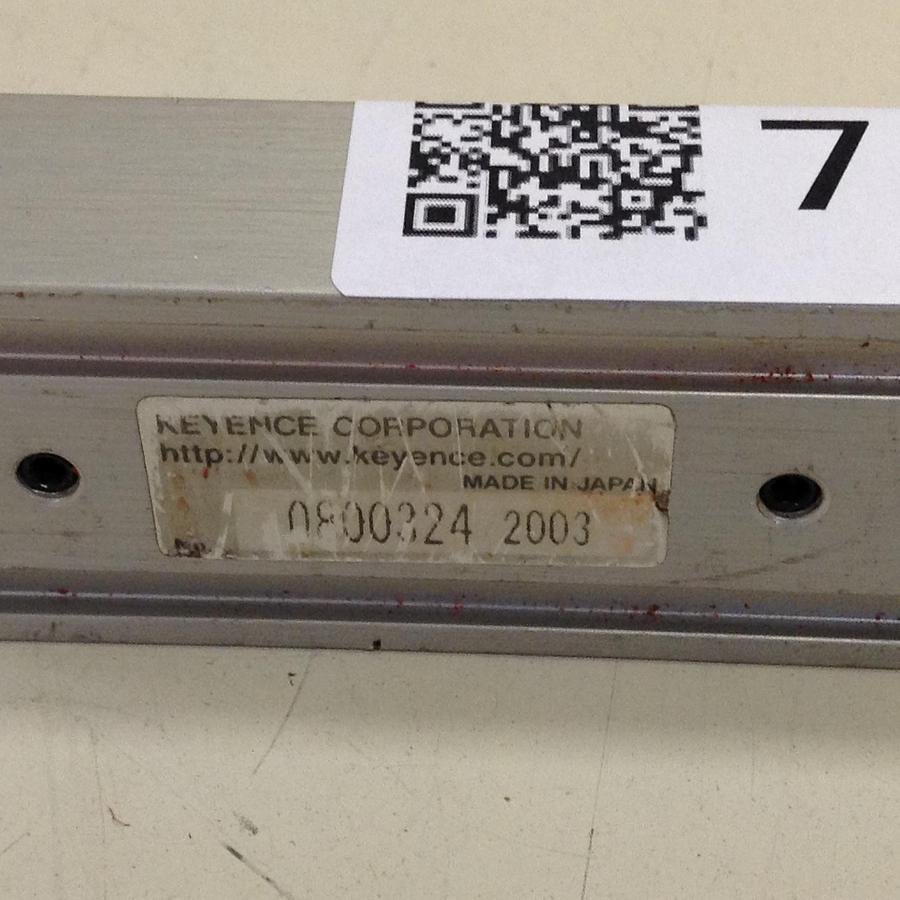 7
KEYENCE CORPORATION
http://www.keyence.com/
MADE IN JAPAN
0800324 2003